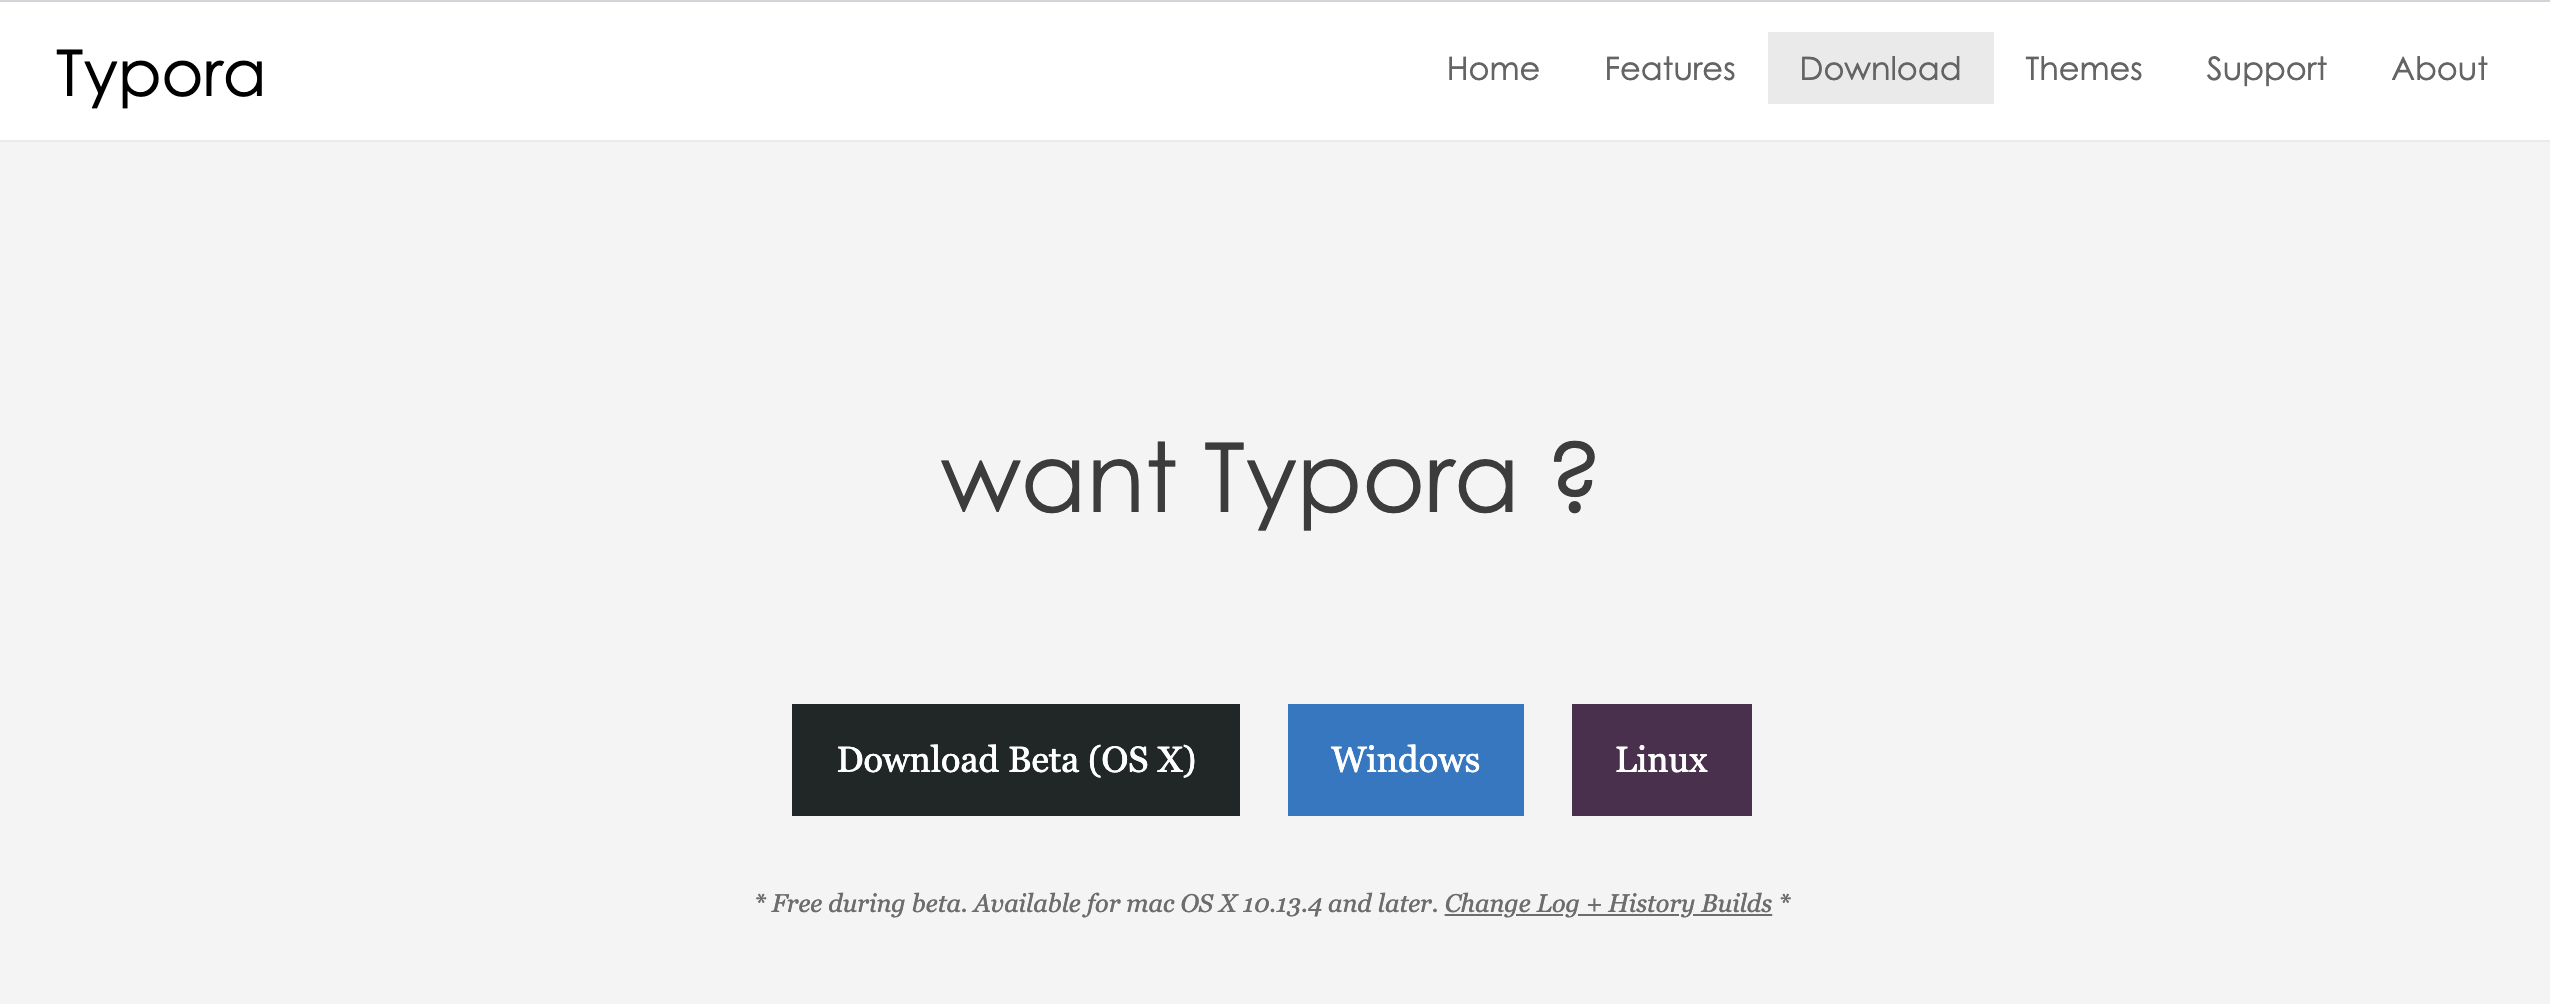 Typora
Home Features Download Themes Support About
want Typora ?
Download Beta (OS X) Windows Linux
* Free during beta. Available for mac OS X 10.13.4 and later. Change Log + History Builds *